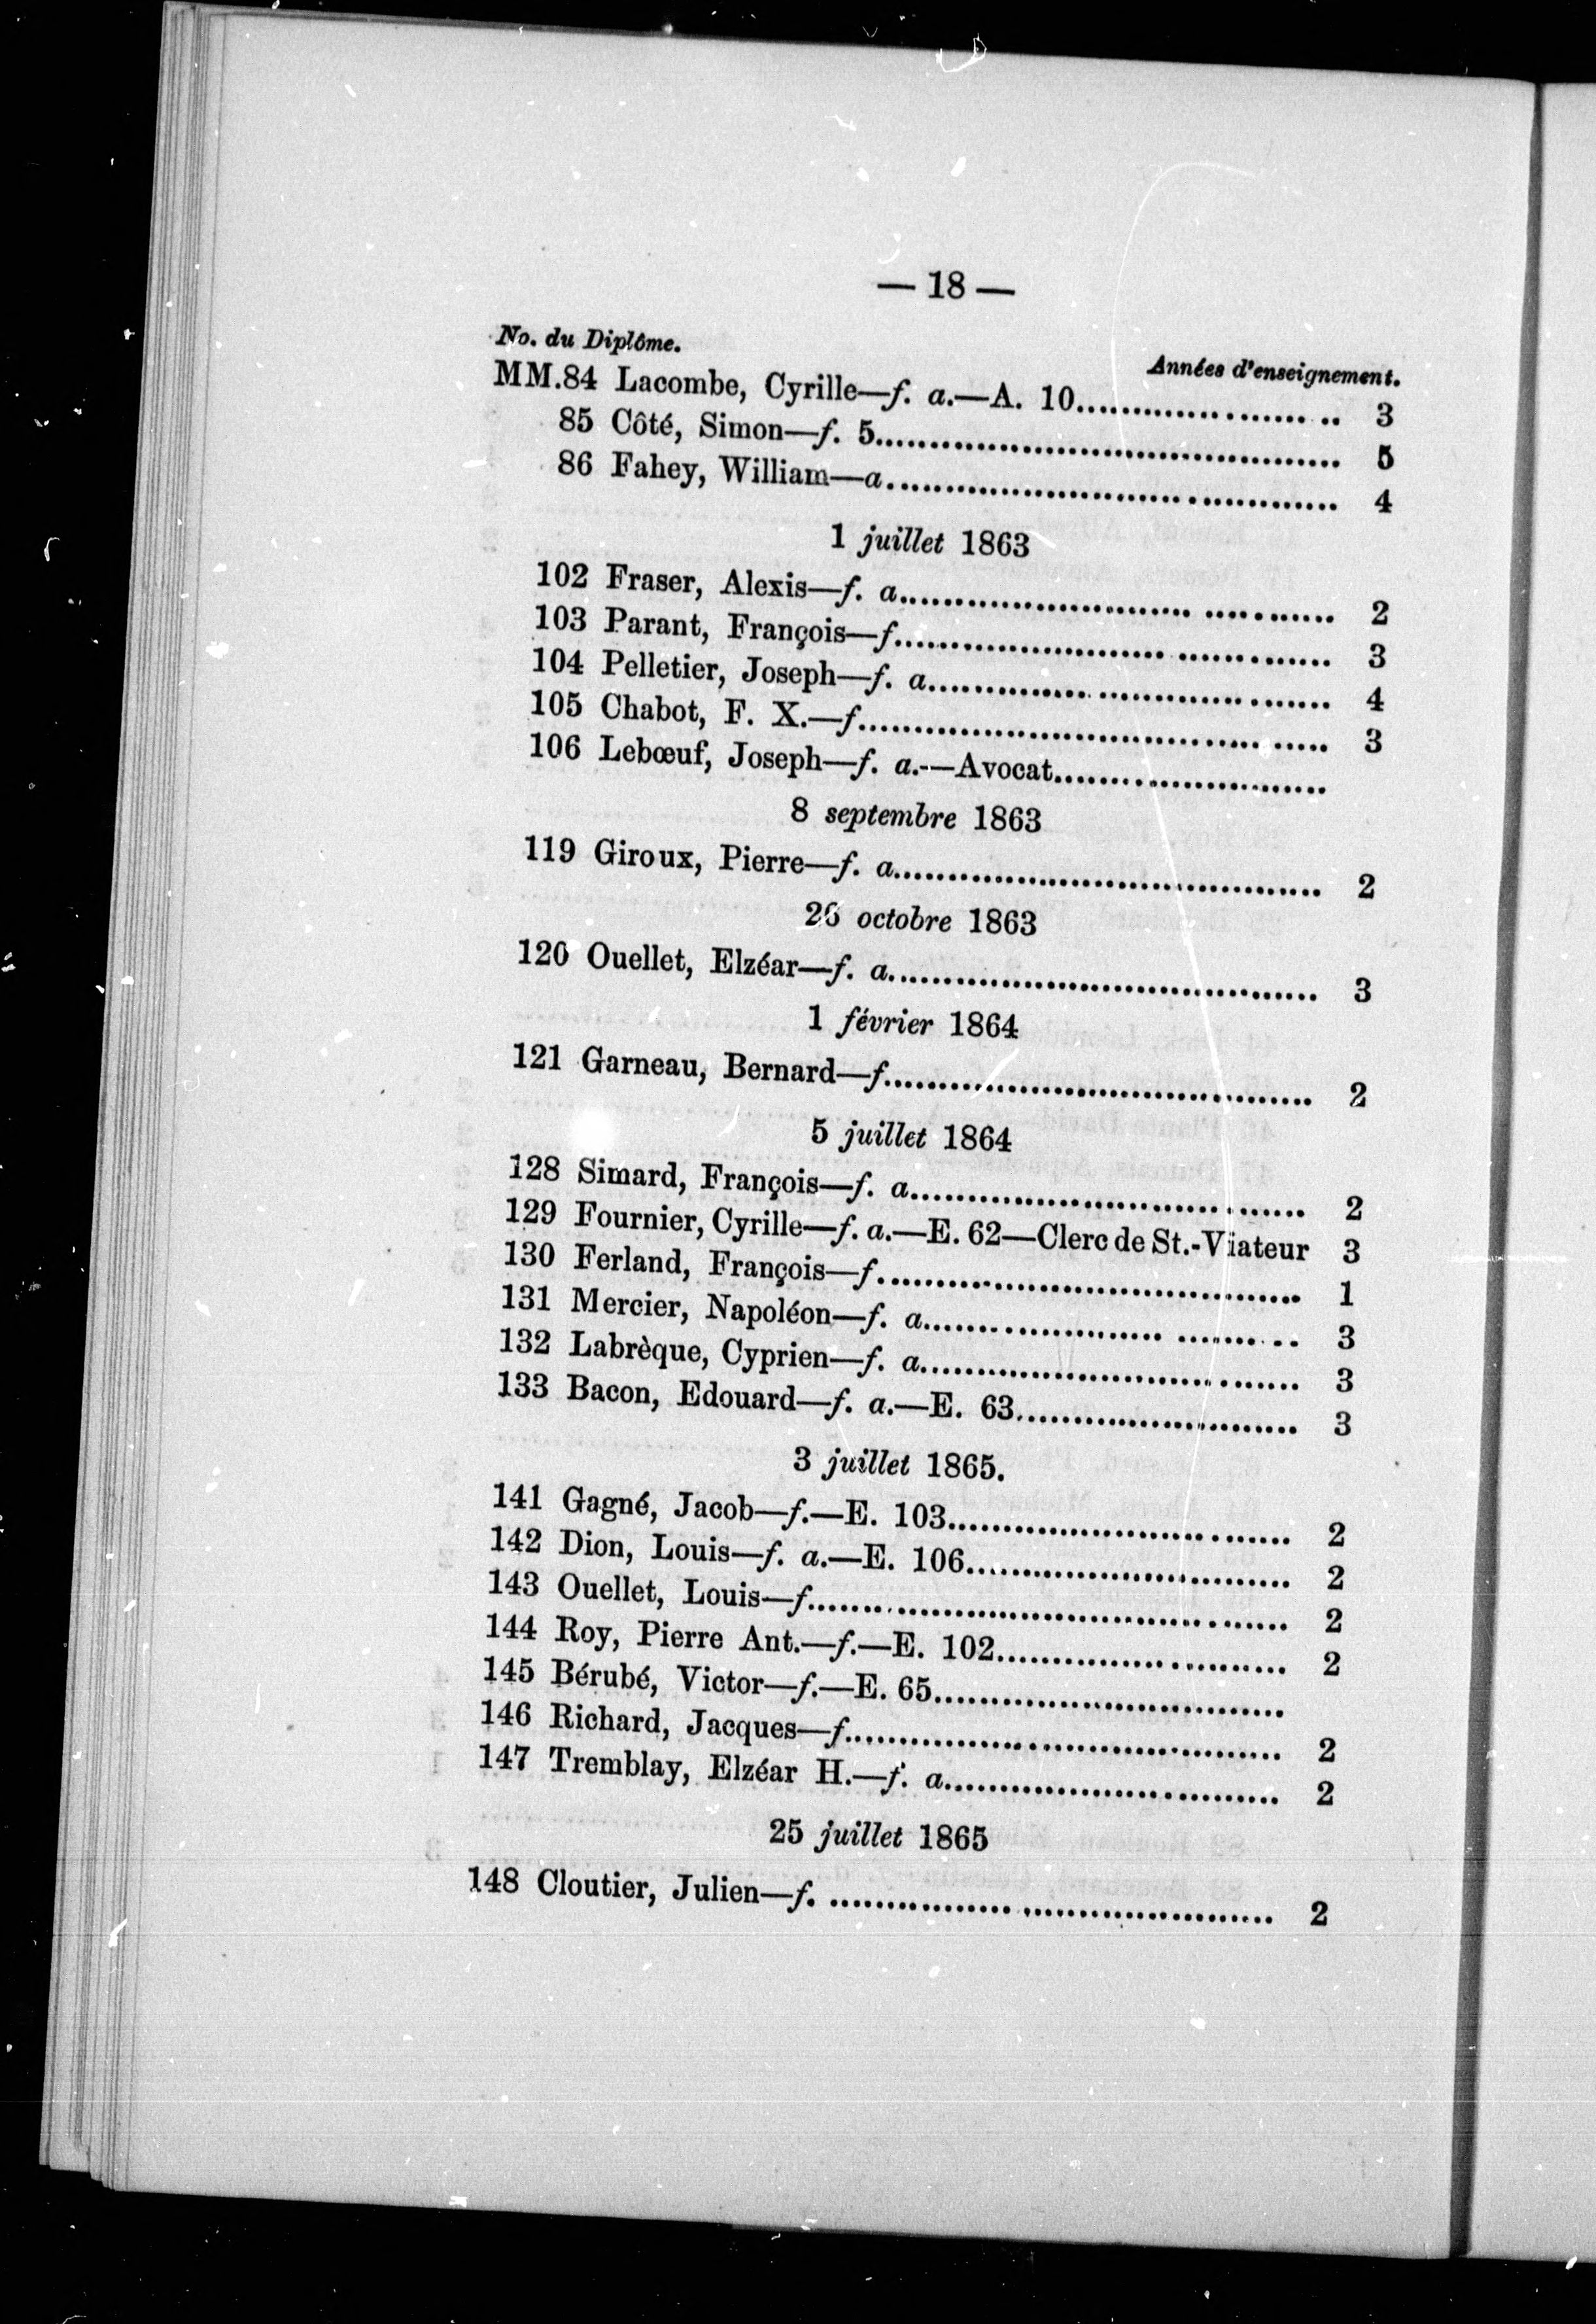 — 18 —
No. du Diplôme. Années d'enseignement.
MM.84 Lacombe, Cyrille—f. a.—A. 10........................ 3
85 Côté, Simon—f. 5........................................... 5
86 Fahey, William—a.......................................... 4
1 juillet 1863
102 Fraser, Alexis—f. a........................................ 2
103 Parant, François—f........................................ 3
104 Pelletier, Joseph—f. a..................................... 4
105 Chabot, F. X.—f........................................... 3
106 Lebœuf, Joseph—f. a.--—Avocat.........................
8 septembre 1863
119 Giroux, Pierre—f. a....................................... 2
26 octobre 1863
120 Ouellet, Elzéar—f. a....................................... 3
1 février 1864
121 Garneau, Bernard—f....................................... 2
5 juillet 1864
128 Simard, François—f. a.................................... 2
129 Fournier, Cyrille—f. a.—E. 62—Clerc de St.-Viateur 3
130 Ferland, François—f....................................... 1
131 Mercier, Napoléon—f. a.................................. 3
132 Labrèque, Cyprien—f. a................................... 3
133 Bacon, Edouard—f. a.—E. 63.......................... 3
3 juillet 1865.
141 Gagné, Jacob—f.—E. 103................................ 2
142 Dion, Louis—f. a.—E. 106.............................. 2
143 Ouellet, Louis—f............................................ 2
144 Roy, Pierre Ant.—f.—E. 102........................... 2
145 Bérubé, Victor—f.—E. 65................................
146 Richard, Jacques—f........................................ 2
147 Tremblay, Elzéar H.—f. a............................... 2
25 juillet 1865
148 Cloutier, Julien—f. ........................................ 2